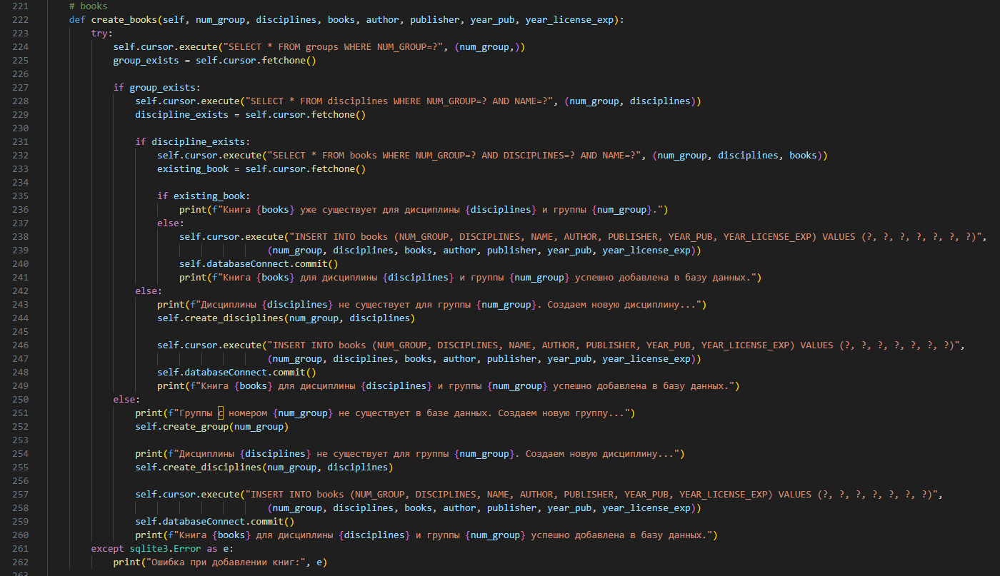 221 # books
222 def create_books(self, num_group, disciplines, books, author, publisher, year_pub, year_license_exp):
223 try:
224 self.cursor.execute("SELECT * FROM groups WHERE NUM_GROUP=?", (num_group,))
225 group_exists = self.cursor.fetchone()
226
227 if group_exists:
228 self.cursor.execute("SELECT * FROM disciplines WHERE NUM_GROUP=? AND NAME=?", (num_group, disciplines))
229 discipline_exists = self.cursor.fetchone()
230
231 if discipline_exists:
232 self.cursor.execute("SELECT * FROM books WHERE NUM_GROUP=? AND DISCIPLINES=? AND NAME=?", (num_group, disciplines, books))
233 existing_book = self.cursor.fetchone()
234
235 if existing_book:
236 print(f"Книга {books} уже существует для дисциплины {disciplines} и группы {num_group}.")
237 else:
238 self.cursor.execute("INSERT INTO books (NUM_GROUP, DISCIPLINES, NAME, AUTHOR, PUBLISHER, YEAR_PUB, YEAR_LICENSE_EXP) VALUES (?, ?, ?, ?, ?, ?, ?)",
239 (num_group, disciplines, books, author, publisher, year_pub, year_license_exp))
240 self.databaseConnect.commit()
241 print(f"Книга {books} для дисциплины {disciplines} и группы {num_group} успешно добавлена в базу данных.")
242 else:
243 print(f"Дисциплины {disciplines} не существует для группы {num_group}. Создаем новую дисциплину...")
244 self.create_disciplines(num_group, disciplines)
245
246 self.cursor.execute("INSERT INTO books (NUM_GROUP, DISCIPLINES, NAME, AUTHOR, PUBLISHER, YEAR_PUB, YEAR_LICENSE_EXP) VALUES (?, ?, ?, ?, ?, ?, ?)",
247 (num_group, disciplines, books, author, publisher, year_pub, year_license_exp))
248 self.databaseConnect.commit()
249 print(f"Книга {books} для дисциплины {disciplines} и группы {num_group} успешно добавлена в базу данных.")
250 else:
251 print(f"Группы с номером {num_group} не существует в базе данных. Создаем новую группу...")
252 self.create_group(num_group)
253
254 print(f"Дисциплины {disciplines} не существует для группы {num_group}. Создаем новую дисциплину...")
255 self.create_disciplines(num_group, disciplines)
256
257 self.cursor.execute("INSERT INTO books (NUM_GROUP, DISCIPLINES, NAME, AUTHOR, PUBLISHER, YEAR_PUB, YEAR_LICENSE_EXP) VALUES (?, ?, ?, ?, ?, ?, ?)",
258 (num_group, disciplines, books, author, publisher, year_pub, year_license_exp))
259 self.databaseConnect.commit()
260 print(f"Книга {books} для дисциплины {disciplines} и группы {num_group} успешно добавлена в базу данных.")
261 except sqlite3.Error as e:
262 print("Ошибка при добавлении книг:", e)
263